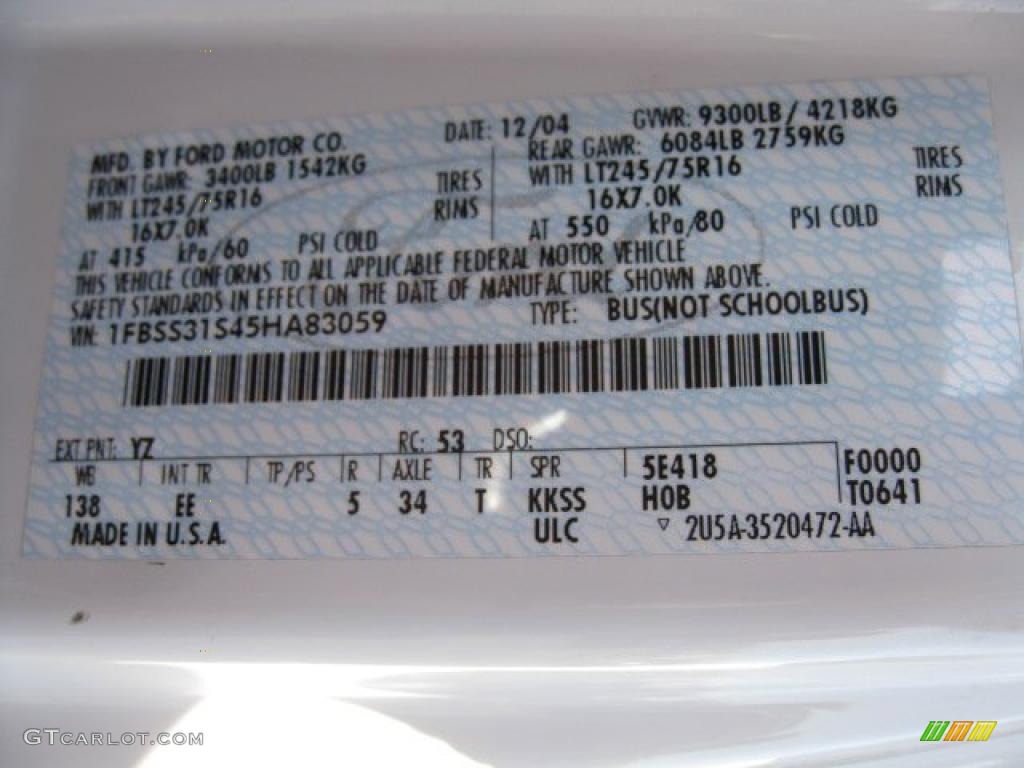 MFD. BY FORD MOTOR CO. DATE: 12/04 GVWR: 9300LB / 4218KG
FRONT GAWR: 3400LB 1542KG REAR GAWR: 6084LB 2759KG
WITH LT245/75R16 TIRES WITH LT245/75R16 TIRES
16X7.0K RIMS 16X7.0K RIMS
AT 415 kPa/60 PSI COLD AT 550 kPa/80 PSI COLD
THIS VEHICLE CONFORMS TO ALL APPLICABLE FEDERAL MOTOR VEHICLE
SAFETY STANDARDS IN EFFECT ON THE DATE OF MANUFACTURE SHOWN ABOVE.
VIN: 1FBSS31S45HA83059 TYPE: BUS(NOT SCHOOLBUS)
EXT PNT: YZ RC: 53 DSO:
WB INT TR TP/PS R AXLE TR SPR 5E418 F0000
138 EE 5 34 T KKSS HOB T0641
MADE IN U.S.A. ULC ▽ 2U5A-3520472-AA
GTCARLOT.COM